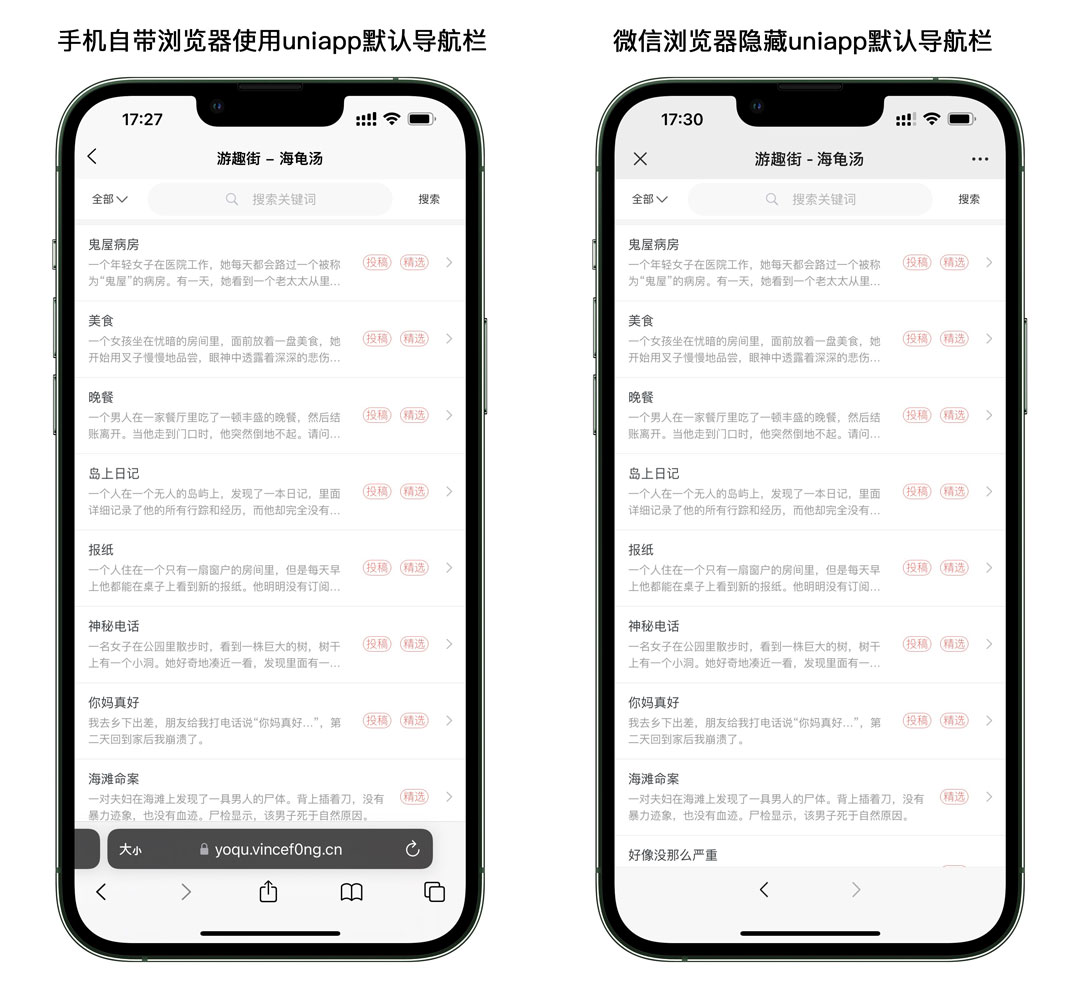 手机自带浏览器使用uniapp默认导航栏
17:27
游趣街 – 海龟汤
全部
搜索关键词
搜索
鬼屋病房
一个年轻女子在医院工作，她每天都会路过一个被称
为“鬼屋”的病房。有一天，她看到一个老太太从里...
投稿
精选
美食
一个女孩坐在忧暗的房间里，面前放着一盘美食，她
开始用叉子慢慢地品尝，眼神中透露着深深的悲伤...
投稿
精选
晚餐
一个男人在一家餐厅里吃了一顿丰盛的晚餐，然后结
账离开。当他走到门口时，他突然倒地不起。请问...
投稿
精选
岛上日记
一个人在一个无人的岛屿上，发现了一本日记，里面
详细记录了他的所有行踪和经历，而他却完全没有...
投稿
精选
报纸
一个人住在一个只有一扇窗户的房间里，但是每天早
上他都能在桌子上看到新的报纸。他明明没有订阅...
投稿
精选
神秘电话
一名女子在公园里散步时，看到一株巨大的树，树干
上有一个小洞。她好奇地凑近一看，发现里面有一...
投稿
精选
你妈真好
我去乡下出差，朋友给我打电话说“你妈真好...”，第
二天回到家后我崩溃了。
投稿
精选
海滩命案
一对夫妇在海滩上发现了一具男人的尸体。背上插着刀，没有
暴力迹象，也没有血迹。尸检显示，该男子死于自然原因。
精选
大小
yoqu.vincef0ng.cn
微信浏览器隐藏uniapp默认导航栏
17:30
游趣街 - 海龟汤
全部
搜索关键词
搜索
鬼屋病房
一个年轻女子在医院工作，她每天都会路过一个被称
为“鬼屋”的病房。有一天，她看到一个老太太从里...
投稿
精选
美食
一个女孩坐在忧暗的房间里，面前放着一盘美食，她
开始用叉子慢慢地品尝，眼神中透露着深深的悲伤...
投稿
精选
晚餐
一个男人在一家餐厅里吃了一顿丰盛的晚餐，然后结
账离开。当他走到门口时，他突然倒地不起。请问...
投稿
精选
岛上日记
一个人在一个无人的岛屿上，发现了一本日记，里面
详细记录了他的所有行踪和经历，而他却完全没有...
投稿
精选
报纸
一个人住在一个只有一扇窗户的房间里，但是每天早
上他都能在桌子上看到新的报纸。他明明没有订阅...
投稿
精选
神秘电话
一名女子在公园里散步时，看到一株巨大的树，树干
上有一个小洞。她好奇地凑近一看，发现里面有一...
投稿
精选
你妈真好
我去乡下出差，朋友给我打电话说“你妈真好...”，第
二天回到家后我崩溃了。
投稿
精选
海滩命案
一对夫妇在海滩上发现了一具男人的尸体。背上插着刀，没有
暴力迹象，也没有血迹。尸检显示，该男子死于自然原因。
精选
好像没那么严重